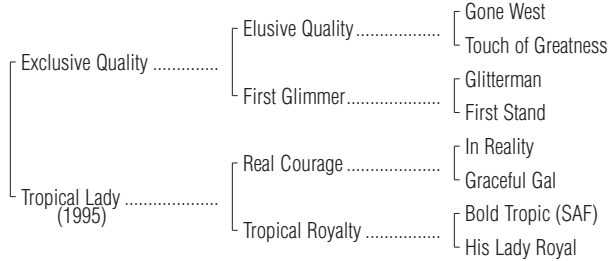 Gone West
Elusive Quality ..................
Touch of Greatness
Exclusive Quality ..............
Glitterman
First Glimmer....................
First Stand
In Reality
Real Courage ....................
Graceful Gal
Tropical Lady ....................
(1995)
Bold Tropic (SAF)
Tropical Royalty ................
His Lady Royal